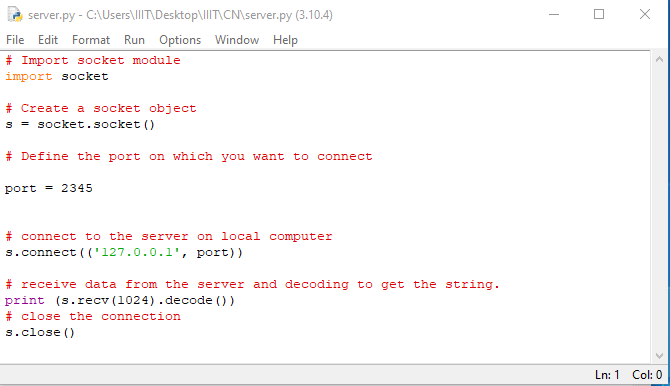 server.py - C:\Users\IIIT\Desktop\IIIT\CN\server.py (3.10.4)
File Edit Format Run Options Window Help
# Import socket module
import socket
# Create a socket object
s = socket.socket()
# Define the port on which you want to connect
port = 2345
# connect to the server on local computer
s.connect(('127.0.0.1', port))
# receive data from the server and decoding to get the string.
print (s.recv(1024).decode())
# close the connection
s.close()
Ln: 1 Col: 0